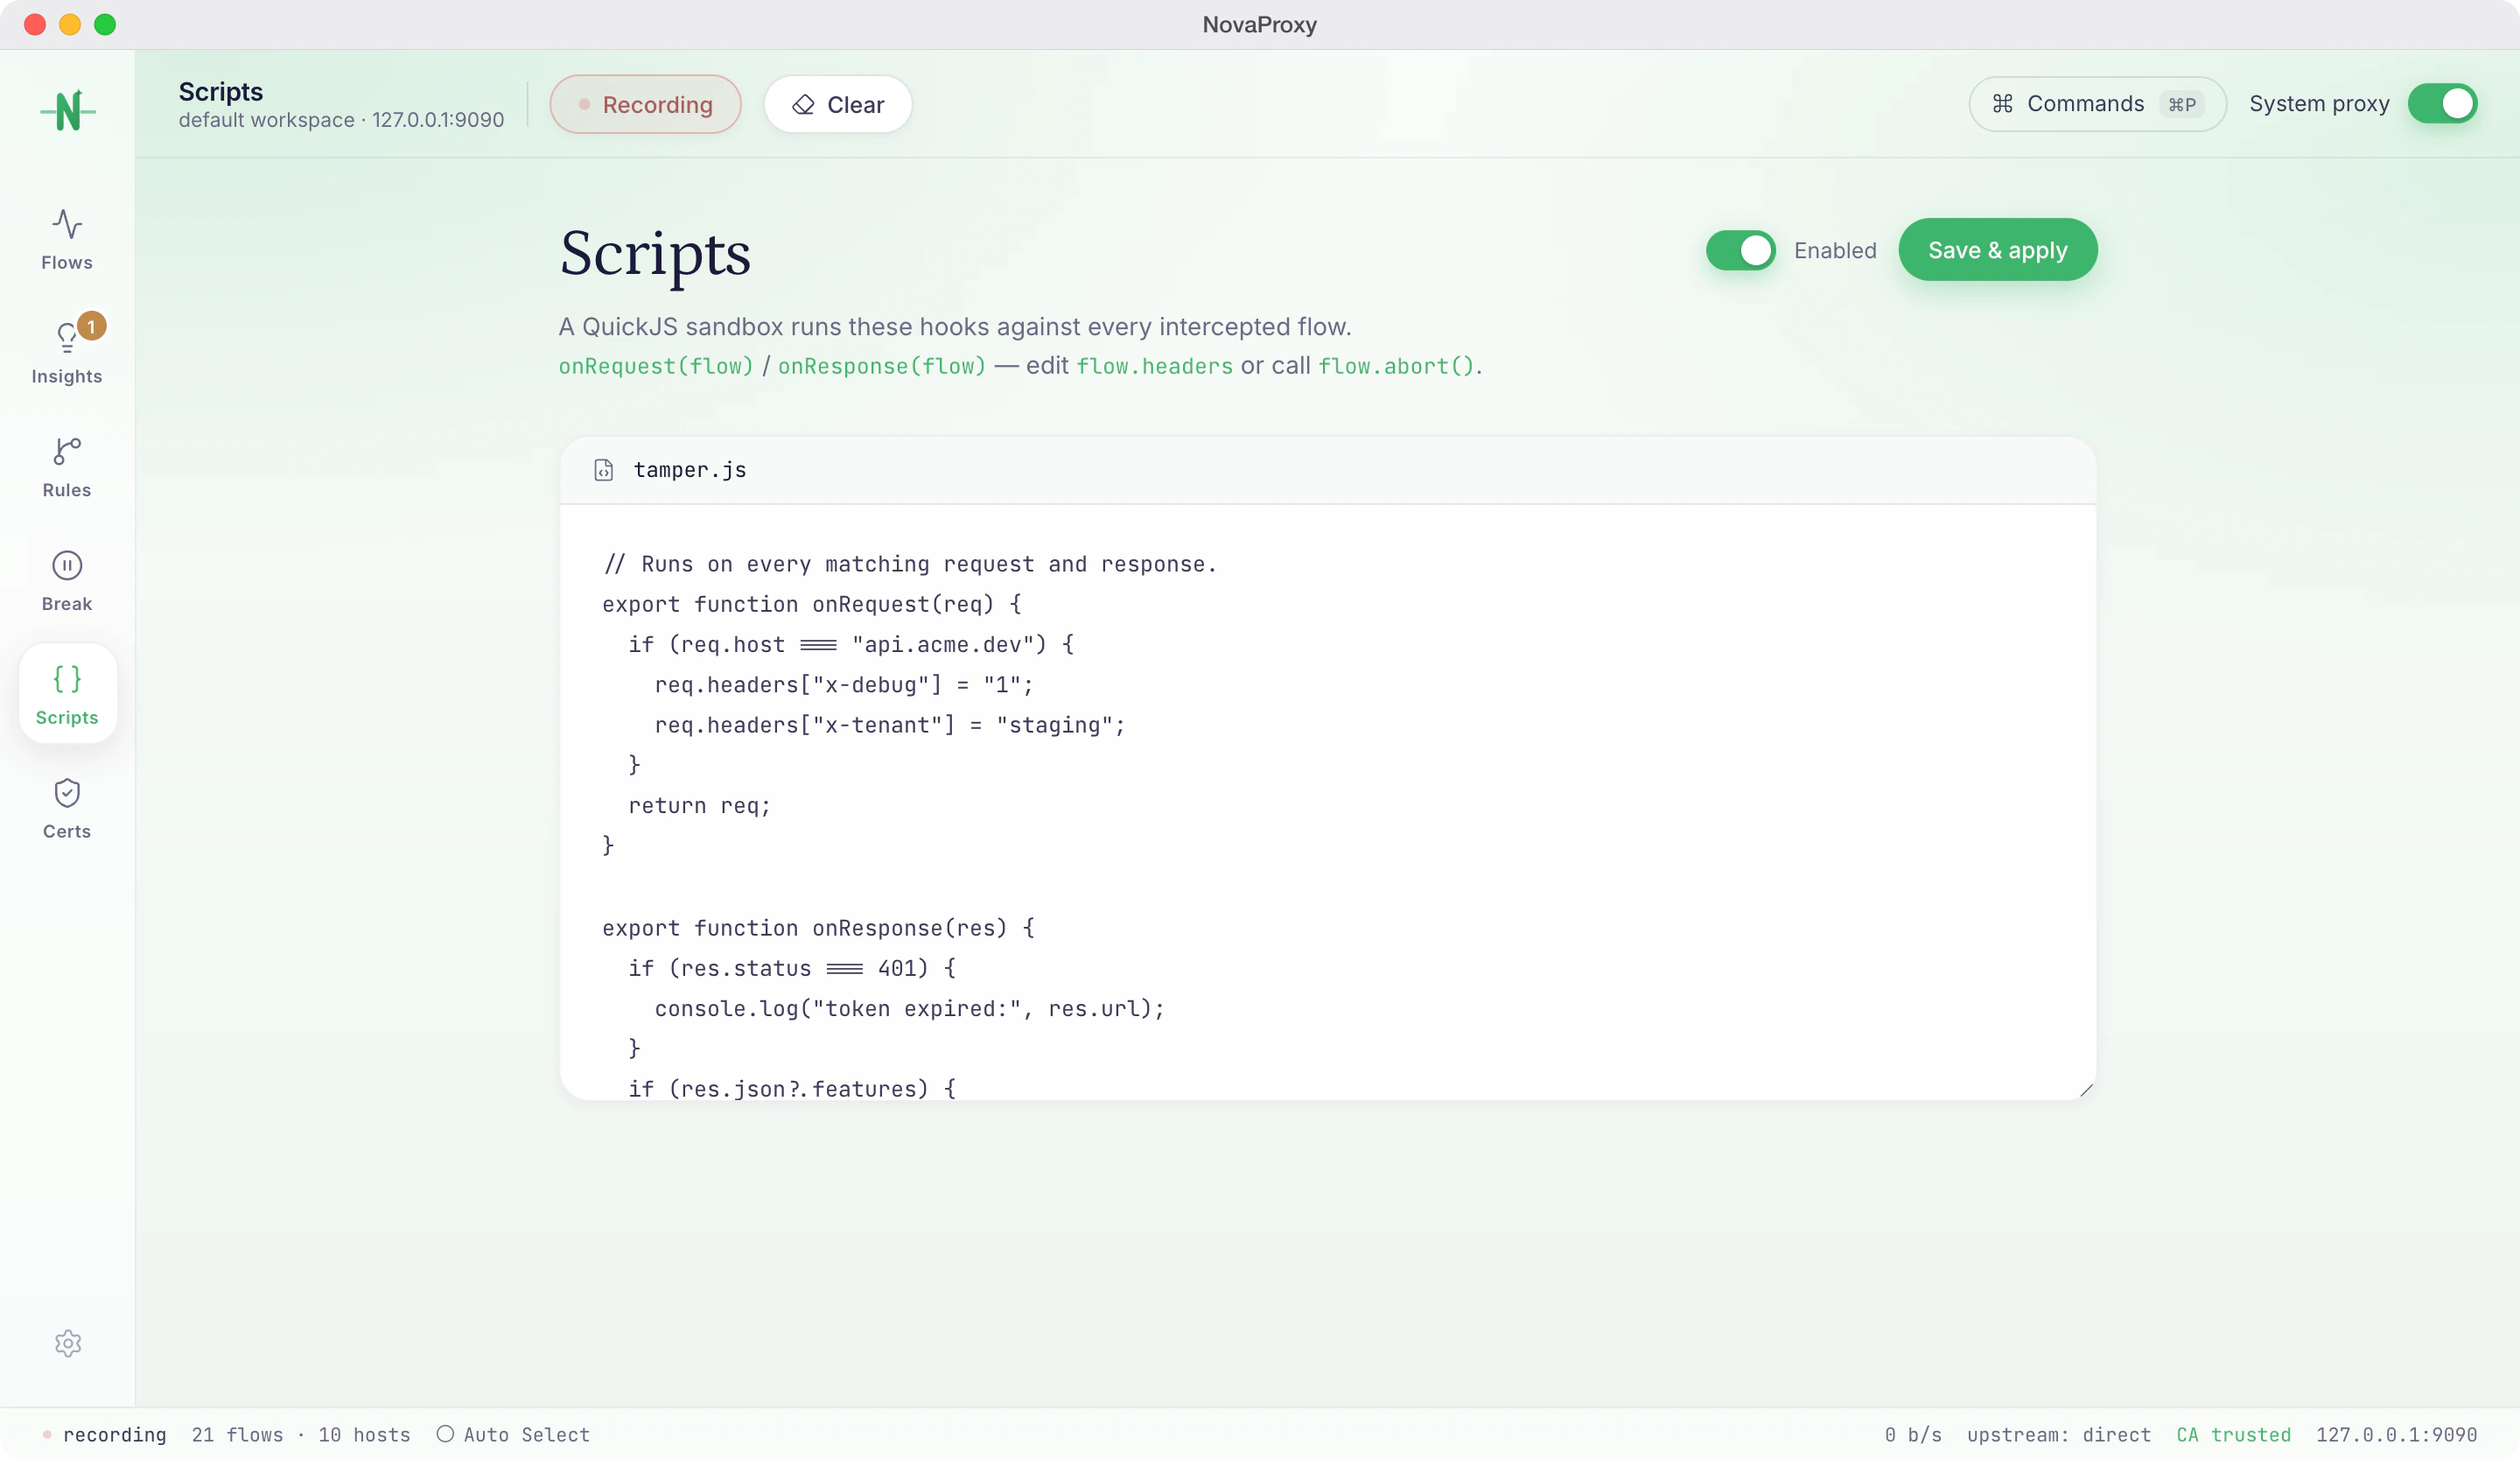 NovaProxy
Scripts
default workspace · 127.0.0.1:9090
Recording
Clear
⌘ Commands ⌘P
System proxy
Flows
1
Insights
Rules
Break
{ } Scripts
Certs
Scripts
Enabled
Save & apply
A QuickJS sandbox runs these hooks against every intercepted flow.
onRequest(flow) / onResponse(flow) — edit flow.headers or call flow.abort().
tamper.js
// Runs on every matching request and response.
export function onRequest(req) {
  if (req.host === "api.acme.dev") {
    req.headers["x-debug"] = "1";
    req.headers["x-tenant"] = "staging";
  }
  return req;
}
export function onResponse(res) {
  if (res.status === 401) {
    console.log("token expired:", res.url);
  }
  if (res.json?.features) {
recording 21 flows · 10 hosts Auto Select
0 b/s upstream: direct CA trusted 127.0.0.1:9090